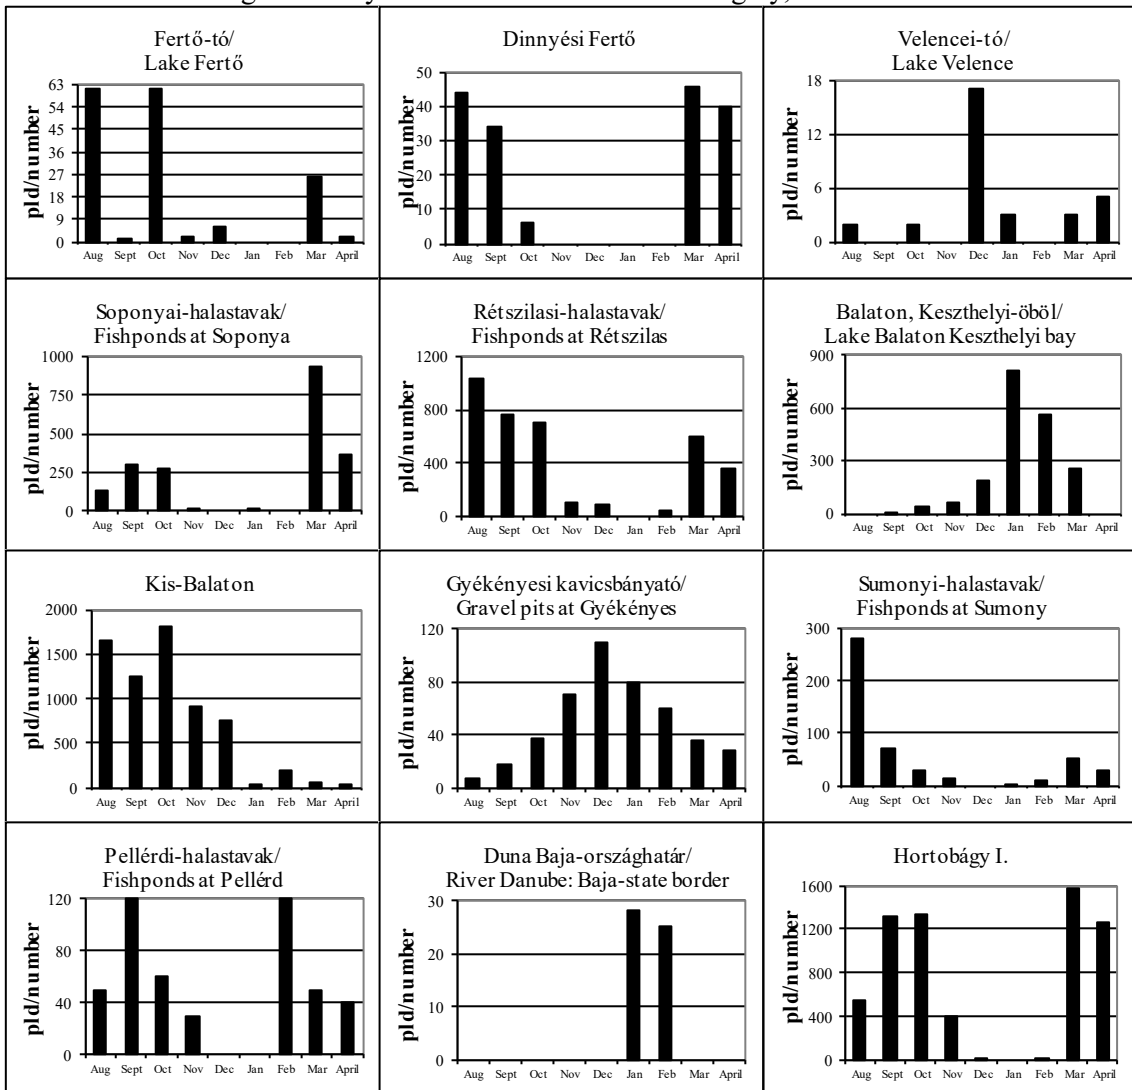 Fertő-tó/
Lake Fertő
pld/number
63
54
45
36
27
18
9
0
Aug Sept Oct Nov Dec Jan Feb Mar April
Dinnyési Fertő
pld/number
50
40
30
20
10
0
Aug Sept Oct Nov Dec Jan Feb Mar April
Velencei-tó/
Lake Velence
pld/number
18
12
6
0
Aug Sept Oct Nov Dec Jan Feb Mar April
Soponyai-halastavak/
Fishponds at Soponya
pld/number
1000
750
500
250
0
Aug Sept Oct Nov Dec Jan Feb Mar April
Rétszilasi-halastavak/
Fishponds at Rétszilas
pld/number
1200
800
400
0
Aug Sept Oct Nov Dec Jan Feb Mar April
Balaton, Keszthelyi-öböl/
Lake Balaton Keszthelyi bay
pld/number
900
600
300
0
Aug Sept Oct Nov Dec Jan Feb Mar April
Kis-Balaton
pld/number
2000
1500
1000
500
0
Aug Sept Oct Nov Dec Jan Feb Mar April
Gyékényesi kavicsbányató/
Gravel pits at Gyékényes
pld/number
120
80
40
0
Aug Sept Oct Nov Dec Jan Feb Mar April
Sumonyi-halastavak/
Fishponds at Sumony
pld/number
300
200
100
0
Aug Sept Oct Nov Dec Jan Feb Mar April
Pellérdi-halastavak/
Fishponds at Pellérd
pld/number
120
80
40
0
Aug Sept Oct Nov Dec Jan Feb Mar April
Duna Baja-országhatár/
River Danube: Baja-state border
pld/number
30
20
10
0
Aug Sept Oct Nov Dec Jan Feb Mar April
Hortobágy I.
pld/number
1600
1200
800
400
0
Aug Sept Oct Nov Dec Jan Feb Mar April